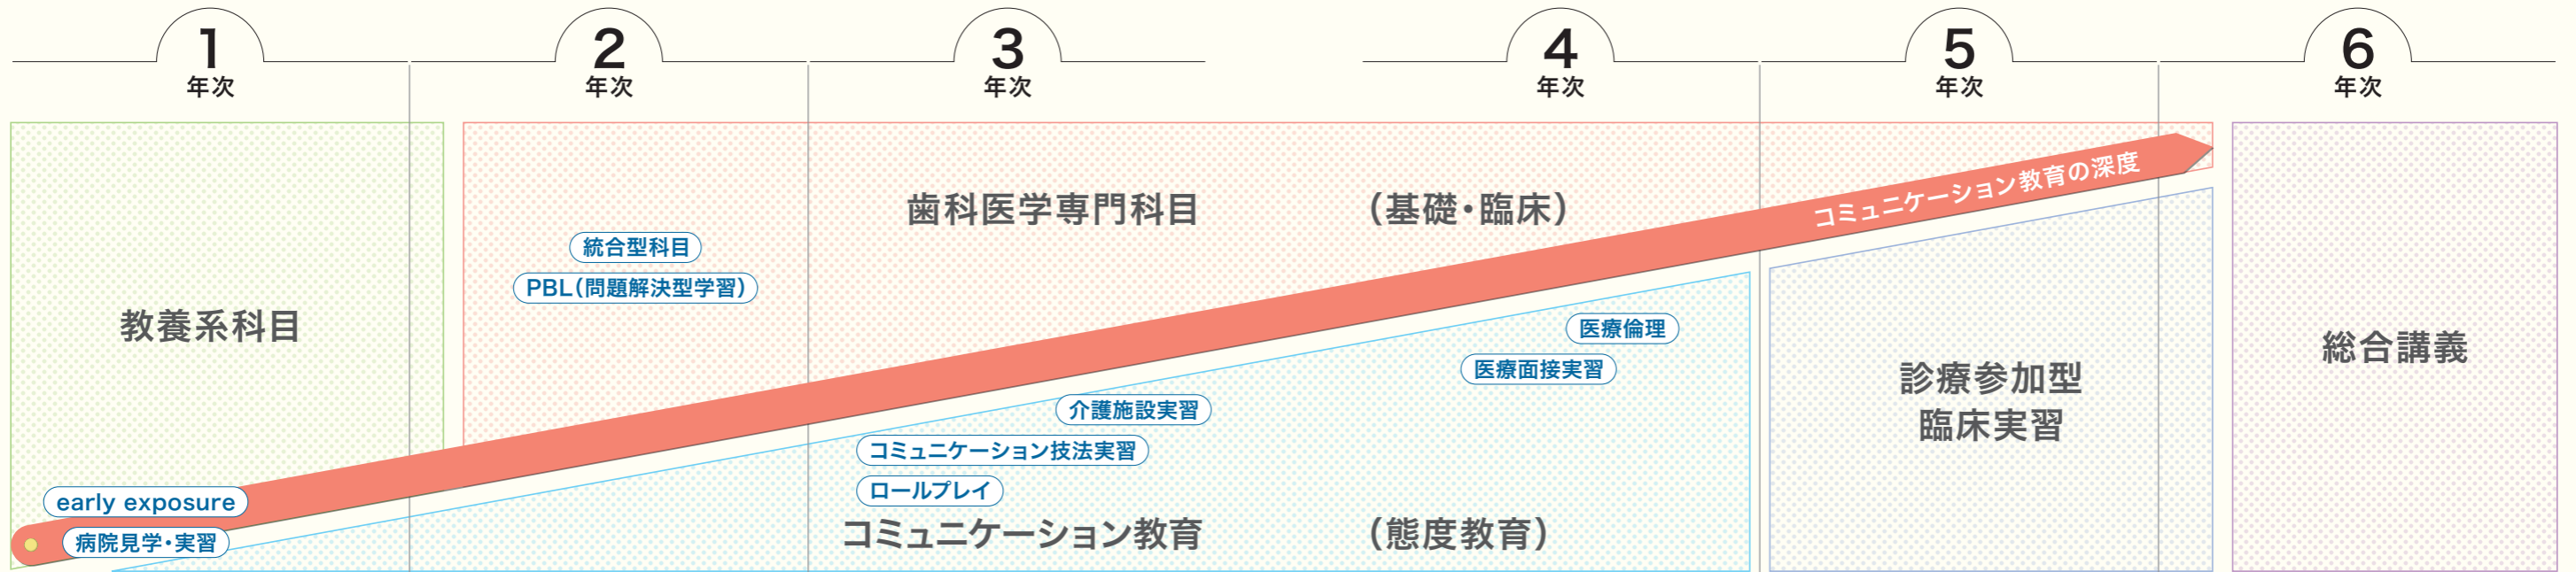 1
年次
2
年次
3
年次
4
年次
5
年次
6
年次
教養系科目
early exposure
病院見学・実習
歯科医学専門科目 (基礎・臨床)
統合型科目
PBL(問題解決型学習)
コミュニケーション教育の深度
医療倫理
医療面接実習
介護施設実習
コミュニケーション技法実習
ロールプレイ
コミュニケーション教育 (態度教育)
診療参加型
臨床実習
総合講義